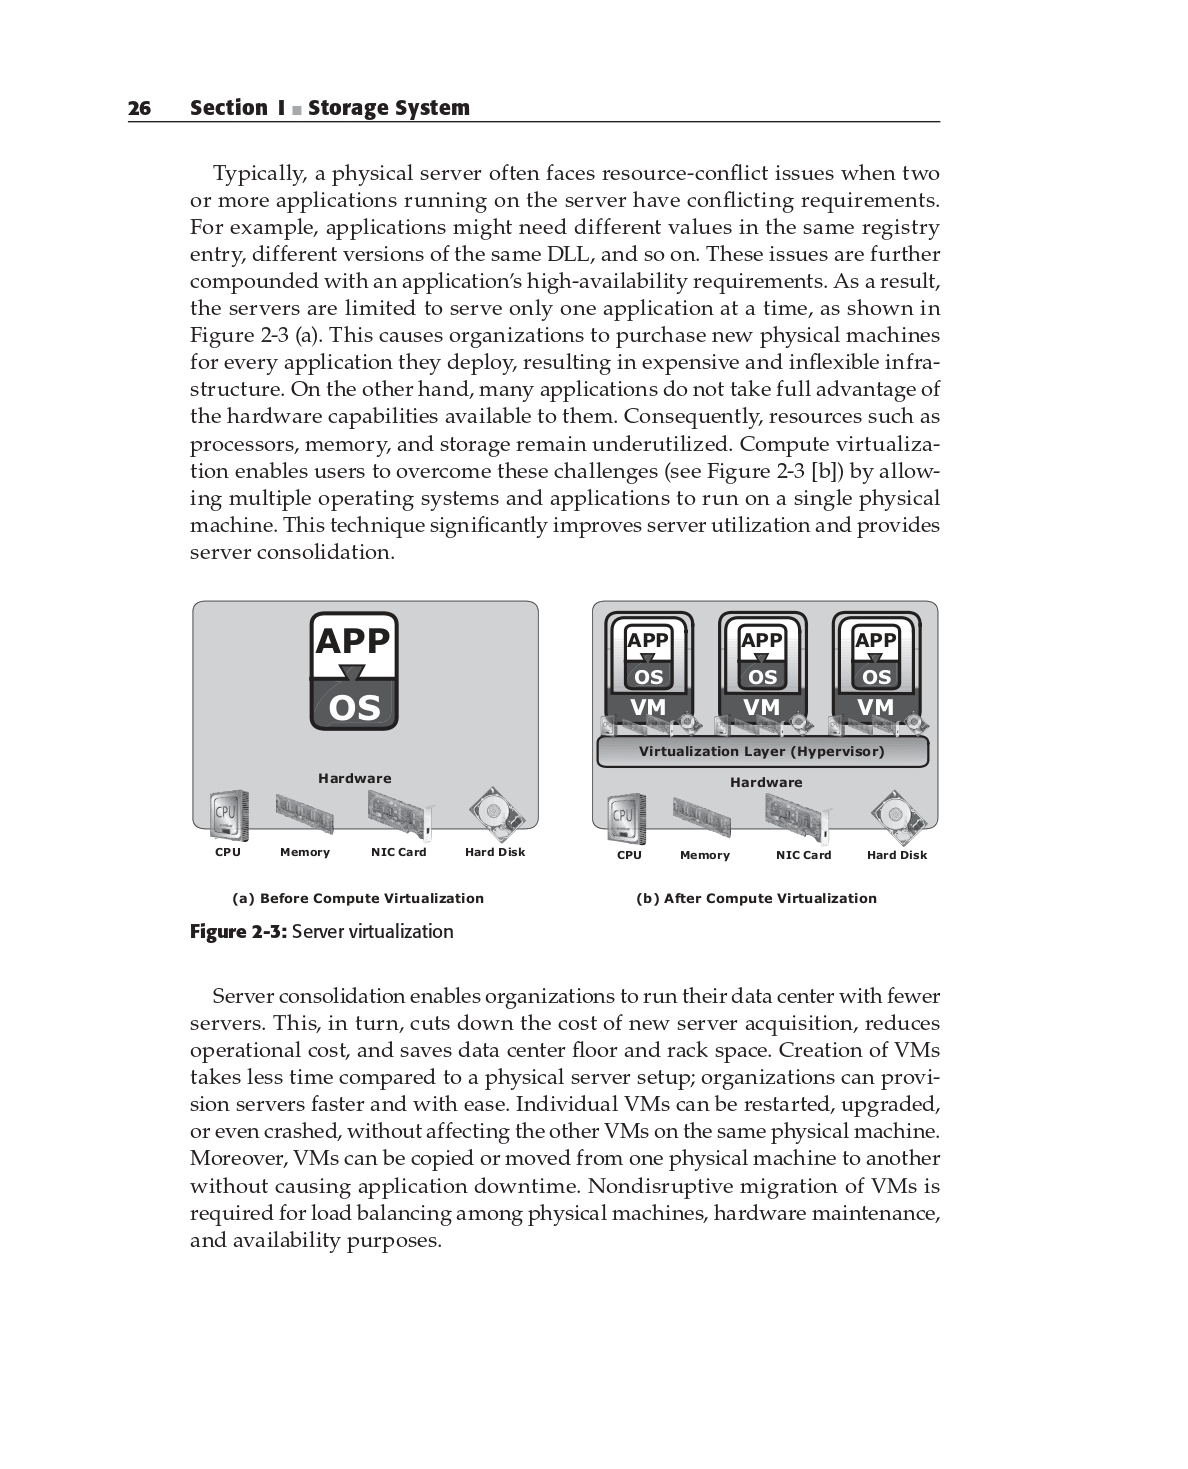 26 Section I ■ Storage System
Typically, a physical server often faces resource-conflict issues when two
or more applications running on the server have conflicting requirements.
For example, applications might need different values in the same registry
entry, different versions of the same DLL, and so on. These issues are further
compounded with an application’s high-availability requirements. As a result,
the servers are limited to serve only one application at a time, as shown in
Figure 2-3 (a). This causes organizations to purchase new physical machines
for every application they deploy, resulting in expensive and inflexible infra-
structure. On the other hand, many applications do not take full advantage of
the hardware capabilities available to them. Consequently, resources such as
processors, memory, and storage remain underutilized. Compute virtualiza-
tion enables users to overcome these challenges (see Figure 2-3 [b]) by allow-
ing multiple operating systems and applications to run on a single physical
machine. This technique significantly improves server utilization and provides
server consolidation.
APP
OS
Hardware
CPU
CPU Memory NIC Card Hard Disk
(a) Before Compute Virtualization
APP APP APP
OS OS OS
VM VM VM
Virtualization Layer (Hypervisor)
Hardware
CPU
CPU Memory NIC Card Hard Disk
(b) After Compute Virtualization
Figure 2-3: Server virtualization
Server consolidation enables organizations to run their data center with fewer
servers. This, in turn, cuts down the cost of new server acquisition, reduces
operational cost, and saves data center floor and rack space. Creation of VMs
takes less time compared to a physical server setup; organizations can provi-
sion servers faster and with ease. Individual VMs can be restarted, upgraded,
or even crashed, without affecting the other VMs on the same physical machine.
Moreover, VMs can be copied or moved from one physical machine to another
without causing application downtime. Nondisruptive migration of VMs is
required for load balancing among physical machines, hardware maintenance,
and availability purposes.